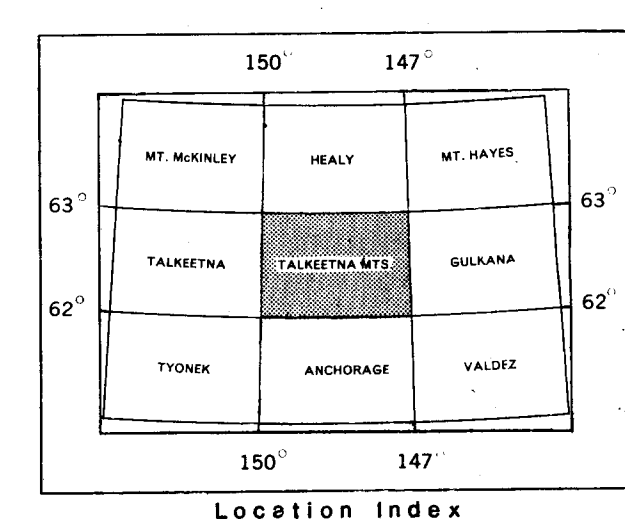 150° 147°
MT. McKINLEY HEALY MT. HAYES
63° 63°
TALKEETNA TALKEETNA MTS. GULKANA
62° 62°
TYONEK ANCHORAGE VALDEZ
150° 147°
Location Index